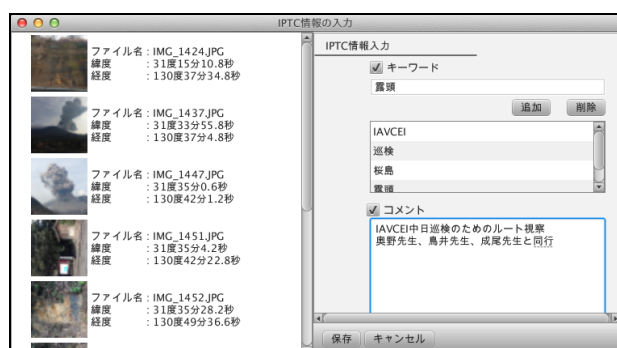 IPTC情報の入力
ファイル名：IMG_1424.JPG
緯度　　　：31度15分10.8秒
経度　　　：130度37分34.8秒
ファイル名：IMG_1437.JPG
緯度　　　：31度33分55.8秒
経度　　　：130度37分4.8秒
ファイル名：IMG_1447.JPG
緯度　　　：31度35分0.6秒
経度　　　：130度42分1.2秒
ファイル名：IMG_1451.JPG
緯度　　　：31度35分4.2秒
経度　　　：130度42分22.8秒
ファイル名：IMG_1452.JPG
緯度　　　：31度35分28.2秒
経度　　　：130度49分36.6秒
IPTC情報入力
キーワード
露頭
追加　削除
IAVCEI
巡検
桜島
露頭
コメント
IAVCEI中日巡検のためのルート視察
奥野先生、鳥井先生、成尾先生と同行
保存　キャンセル